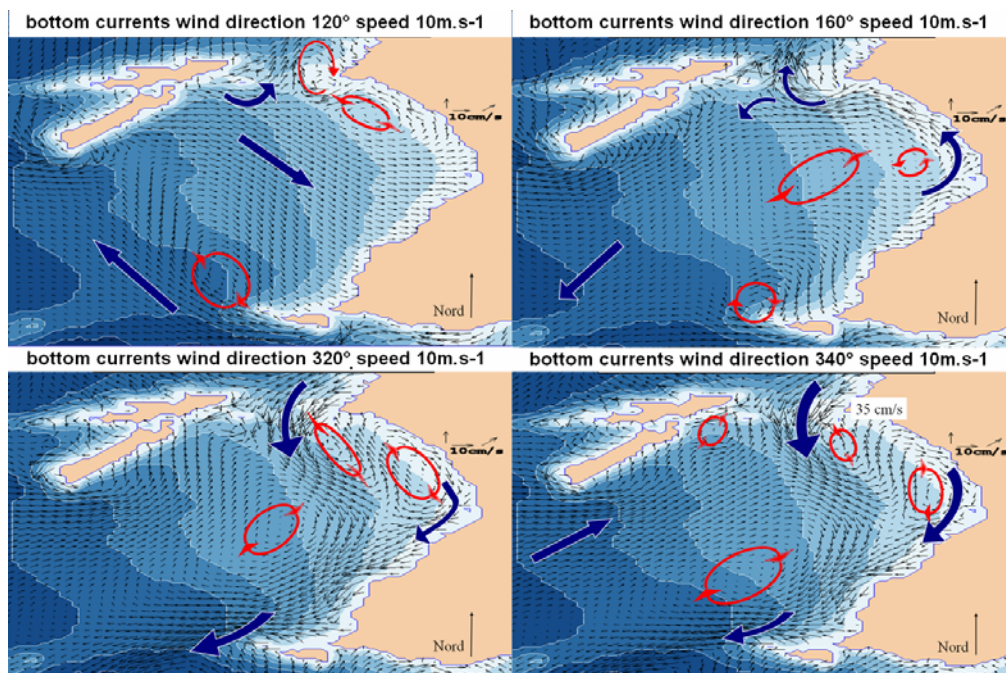 bottom currents wind direction 120° speed 10m.s-1
10cm/s
Nord
bottom currents wind direction 160° speed 10m.s-1
10cm/s
Nord
bottom currents wind direction 320° speed 10m.s-1
10cm/s
Nord
bottom currents wind direction 340° speed 10m.s-1
35 cm/s
10cm/s
Nord